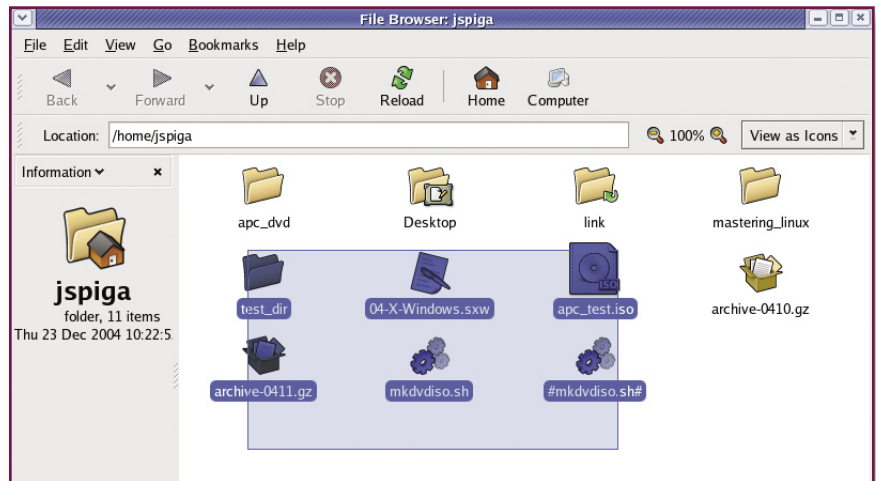 File Browser: jspiga
File Edit View Go Bookmarks Help
Back Forward Up Stop Reload Home Computer
Location: /home/jspiga 100% View as Icons
Information
apc_dvd Desktop link mastering_linux
ISO
jspiga
folder, 11 items
Thu 23 Dec 2004 10:22:5
test_dir 04-X-Windows.sxw apc_test.iso archive-0410.gz
archive-0411.gz mkdvdiso.sh #mkdvdiso.sh#